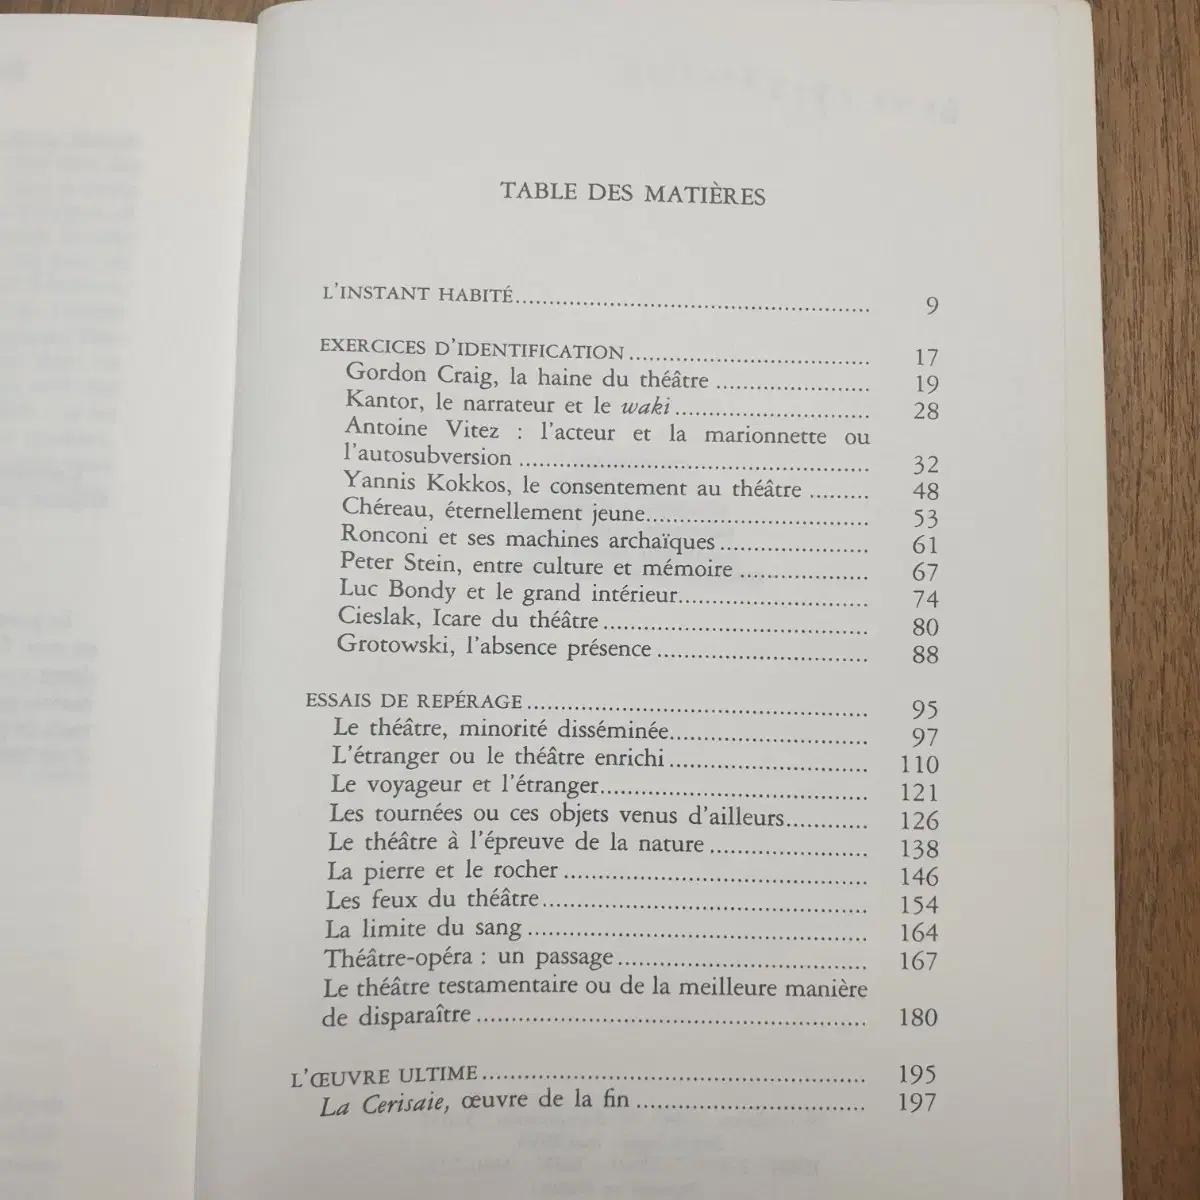 TABLE DES MATIÈRES
L'INSTANT HABITÉ........ 9
EXERCICES D'IDENTIFICATION........ 17
Gordon Craig, la haine du théâtre........ 19
Kantor, le narrateur et le waki........ 28
Antoine Vitez : l'acteur et la marionnette ou
l'autosubversion........ 32
Yannis Kokkos, le consentement au théâtre........ 48
Chéreau, éternellement jeune........ 53
Ronconi et ses machines archaïques........ 61
Peter Stein, entre culture et mémoire........ 67
Luc Bondy et le grand intérieur........ 74
Cieslak, Icare du théâtre........ 80
Grotowski, l'absence présence........ 88
ESSAIS DE REPÉRAGE........ 95
Le théâtre, minorité disséminée........ 97
L'étranger ou le théâtre enrichi........ 110
Le voyageur et l'étranger........ 121
Les tournées ou ces objets venus d'ailleurs........ 126
Le théâtre à l'épreuve de la nature........ 138
La pierre et le rocher........ 146
Les feux du théâtre........ 154
La limite du sang........ 164
Théâtre-opéra : un passage........ 167
Le théâtre testamentaire ou de la meilleure manière
de disparaître........ 180
L'ŒUVRE ULTIME........ 195
La Cerisaie, œuvre de la fin........ 197